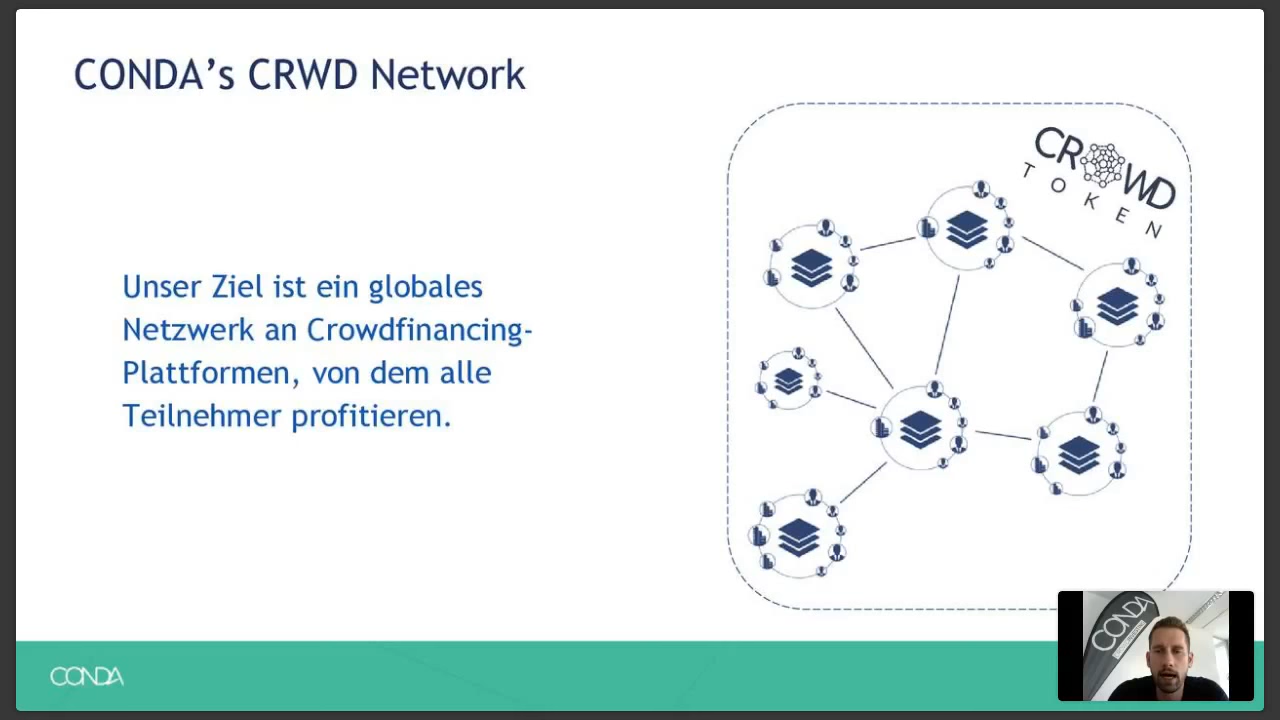 CONDA’s CRWD Network
CROWD
TOKEN
Unser Ziel ist ein globales
Netzwerk an Crowdfinancing-
Plattformen, von dem alle
Teilnehmer profitieren.
CONDA
CONDA